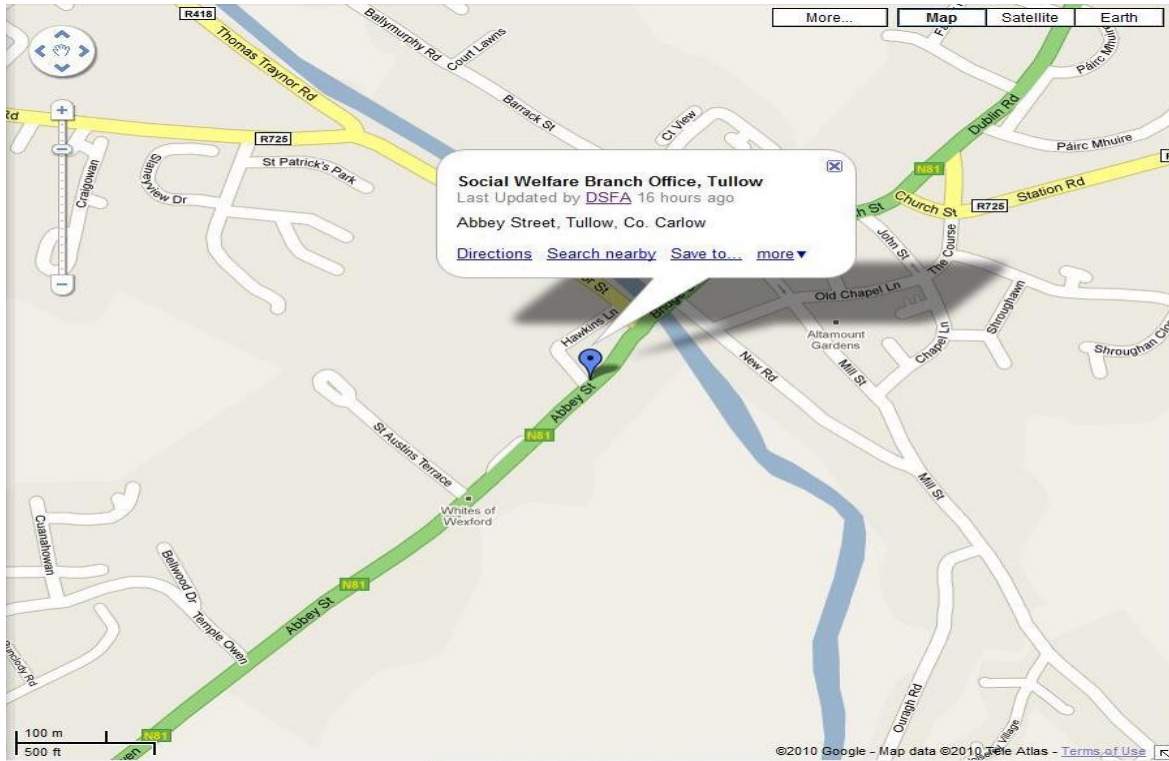 R418
Ballymurphy Rd
Court Lawns
More...
Map
Satellite
Earth
Thomas Traynor Rd
Barrack St
Páirc Mhuire
Dublin Rd
Rd
R725
Ct View
Páirc Mhuire
Craigowan
Slaneyview Dr
St Patrick's Park
N81
Station Rd
R725
Church St
Social Welfare Branch Office, Tullow
Last Updated by DSFA 16 hours ago
Abbey Street, Tullow, Co. Carlow
Directions Search nearby Save to... more▼
John St
The Course
Old Chapel Ln
Hawkins Ln
Altamount
Gardens
Chapel Ln
Shroughawn
Shroughan
New Rd
Mill St
Abbey St
N81
St Austins Terrace
Whites of
Wexford
Mill St
Cuanahowan
Bellwood Dr
Temple Owen
N81
Abbey St
Ouragh Rd
Village
100 m
500 ft
N81
©2010 Google - Map data ©2010 Tele Atlas - Terms of Use